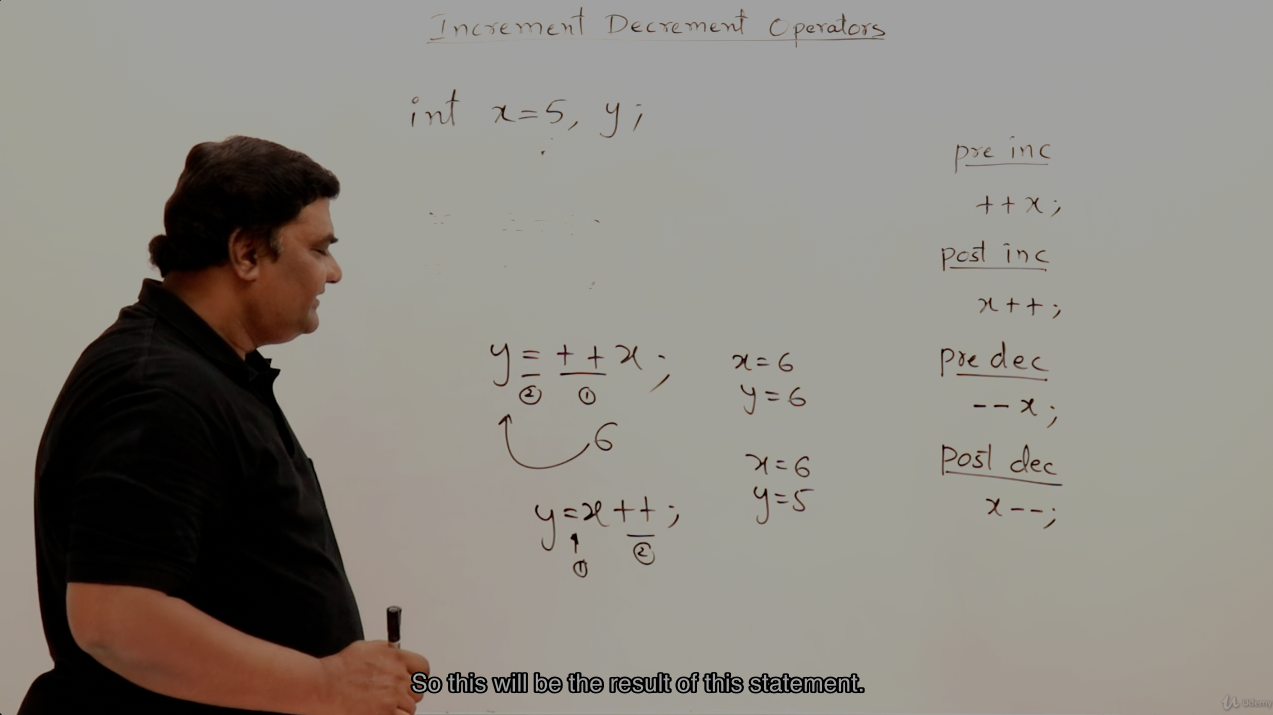 Increment Decrement Operators
int x=5, y;
pre inc
++x;
post inc
x++;
pre dec
--x;
post dec
x--;
y=++x;
② ①
6
x=6
y=6
y=x++;
① ②
x=6
y=5
So this will be the result of this statement.
Udemy